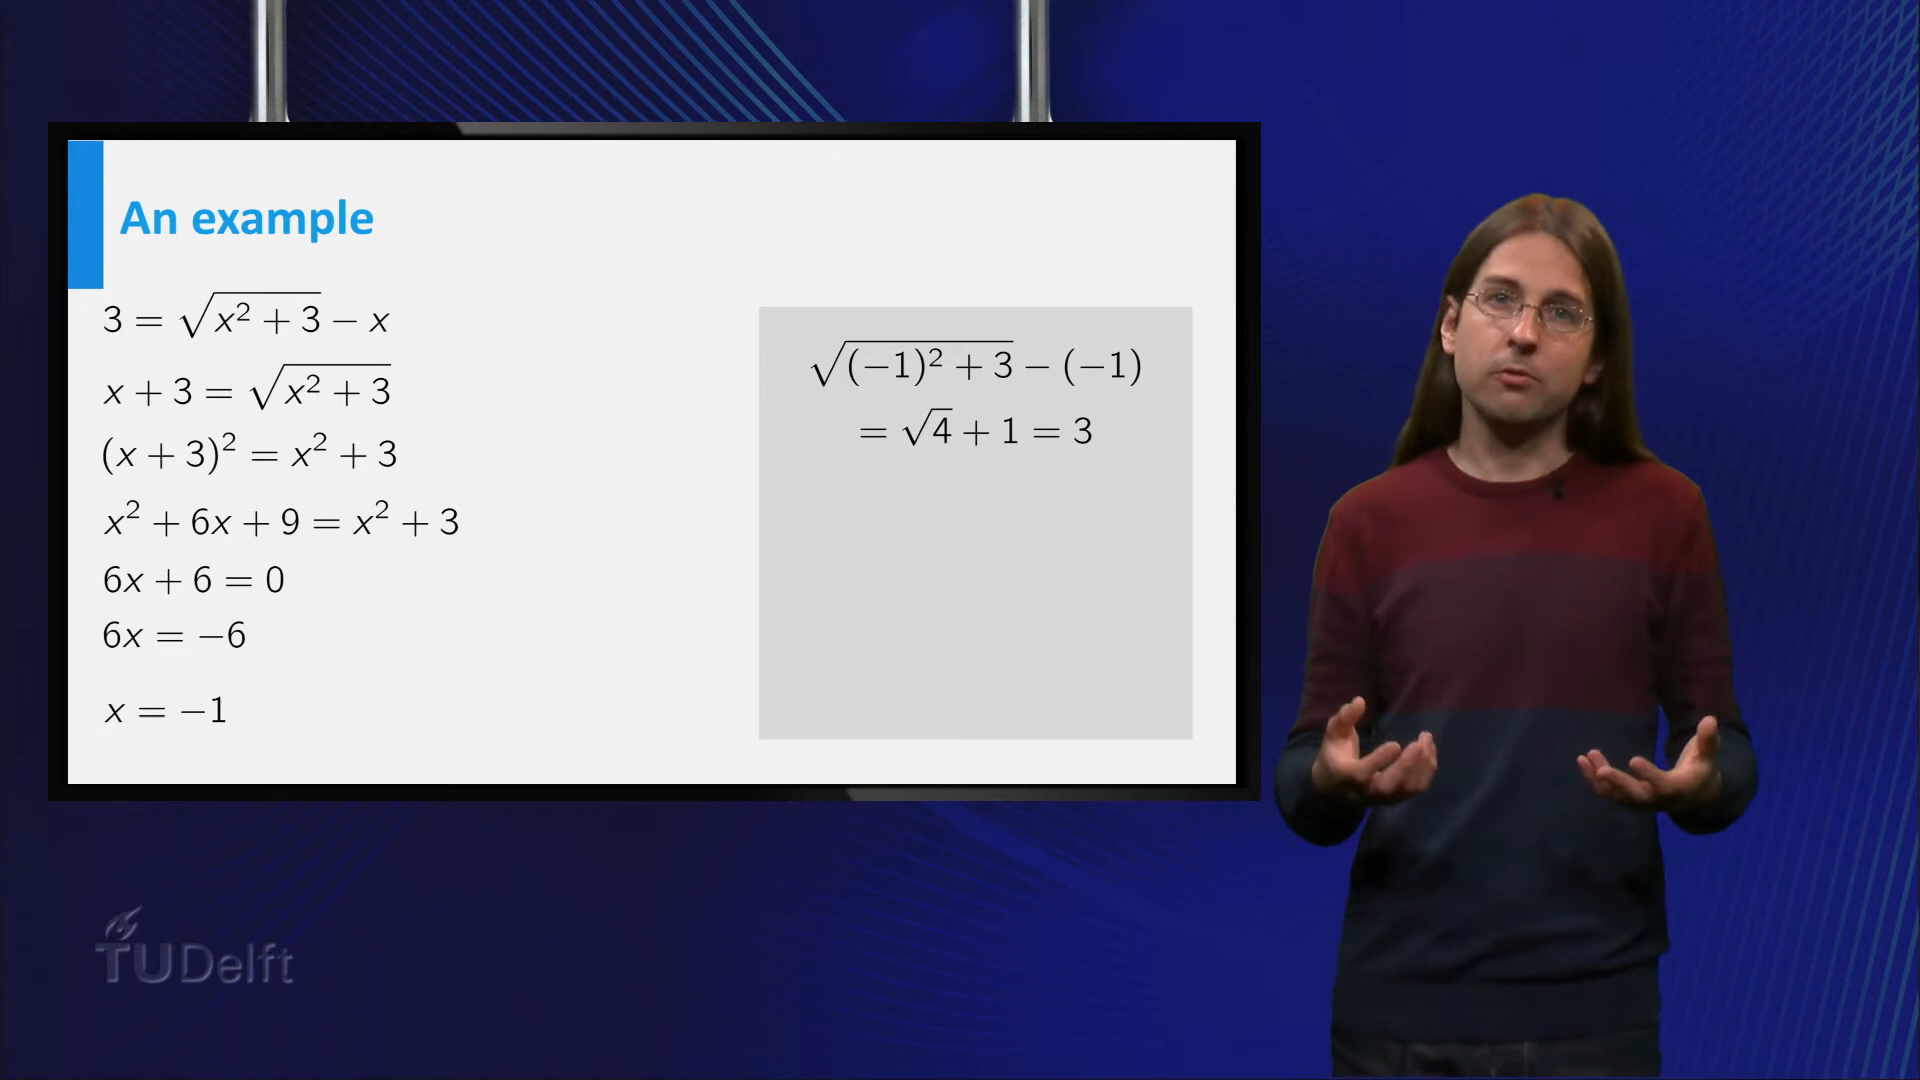 An example
3 = √(x² + 3) − x
x + 3 = √(x² + 3)
(x + 3)² = x² + 3
x² + 6x + 9 = x² + 3
6x + 6 = 0
6x = −6
x = −1
√((−1)² + 3) − (−1)
= √4 + 1 = 3
TUDelft